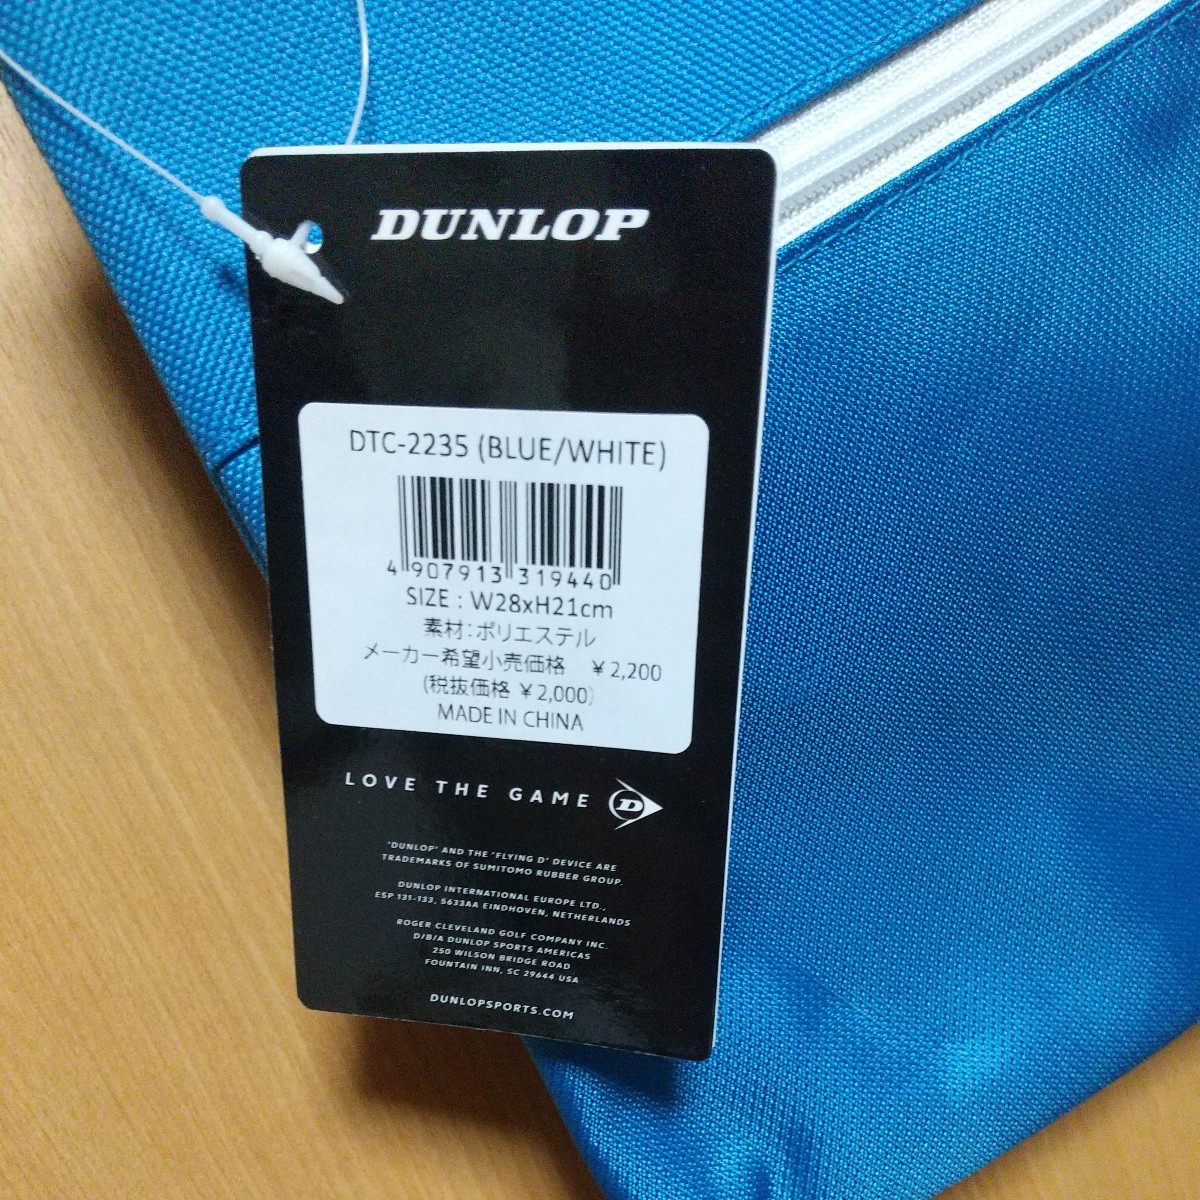 DUNLOP
DTC-2235 (BLUE/WHITE)
4 907913 319440
SIZE : W28xH21cm
素材:ポリエステル
メーカー希望小売価格 ￥2,200
(税抜価格 ￥2,000)
MADE IN CHINA
LOVE THE GAME D
"DUNLOP" AND THE "FLYING D" DEVICE ARE
TRADEMARKS OF SUMITOMO RUBBER GROUP.
DUNLOP INTERNATIONAL EUROPE LTD.,
ESP 131-133, 5633AA EINDHOVEN, NETHERLANDS
ROGER CLEVELAND GOLF COMPANY INC.
D/B/A DUNLOP SPORTS AMERICAS
250 WILSON BRIDGE ROAD
FOUNTAIN INN, SC 29644 USA
DUNLOPSPORTS.COM